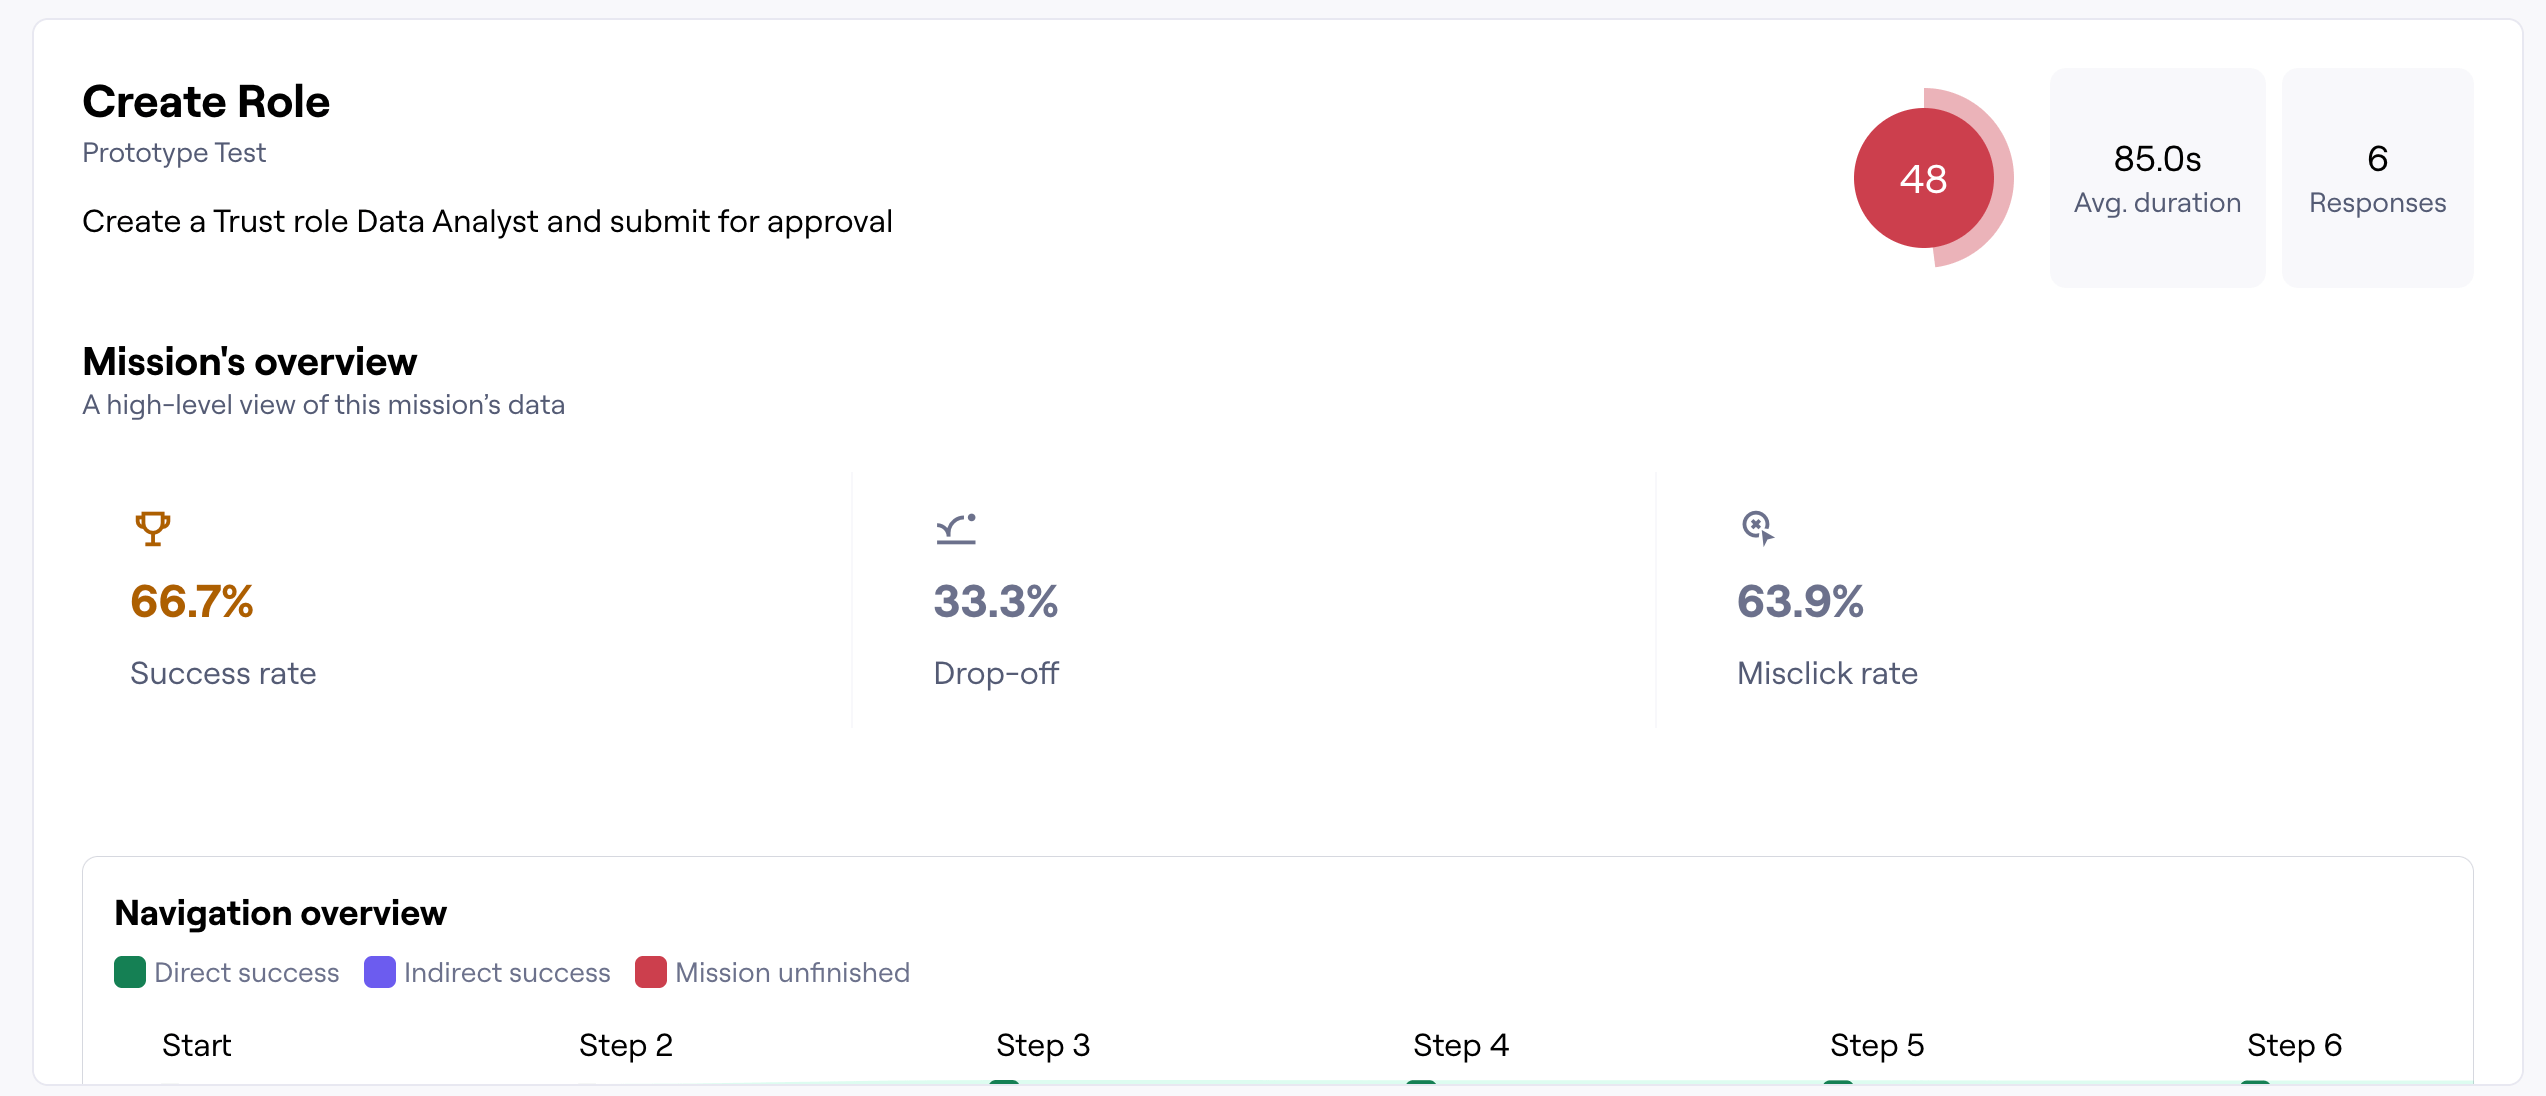 Create Role
Prototype Test
Create a Trust role Data Analyst and submit for approval
48
85.0s
Avg. duration
6
Responses
Mission's overview
A high-level view of this mission’s data
66.7%
Success rate
33.3%
Drop-off
63.9%
Misclick rate
Navigation overview
Direct success Indirect success Mission unfinished
Start Step 2 Step 3 Step 4 Step 5 Step 6